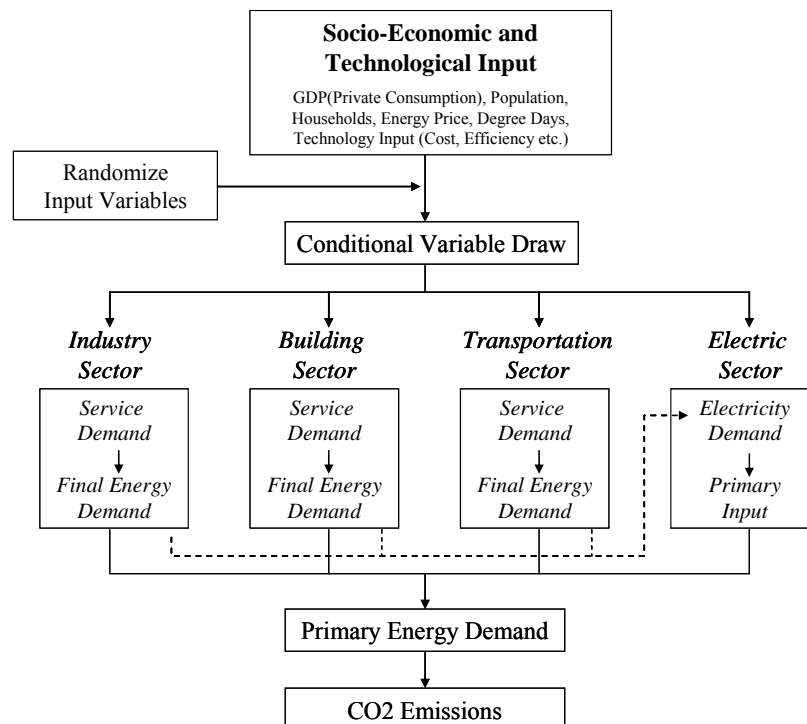 Socio-Economic and
Technological Input
GDP(Private Consumption), Population,
Households, Energy Price, Degree Days,
Technology Input (Cost, Efficiency etc.)
Randomize
Input Variables
Conditional Variable Draw
Industry
Sector
Building
Sector
Transportation
Sector
Electric
Sector
Service
Demand
Final Energy
Demand
Service
Demand
Final Energy
Demand
Service
Demand
Final Energy
Demand
Electricity
Demand
Primary
Input
Primary Energy Demand
CO2 Emissions